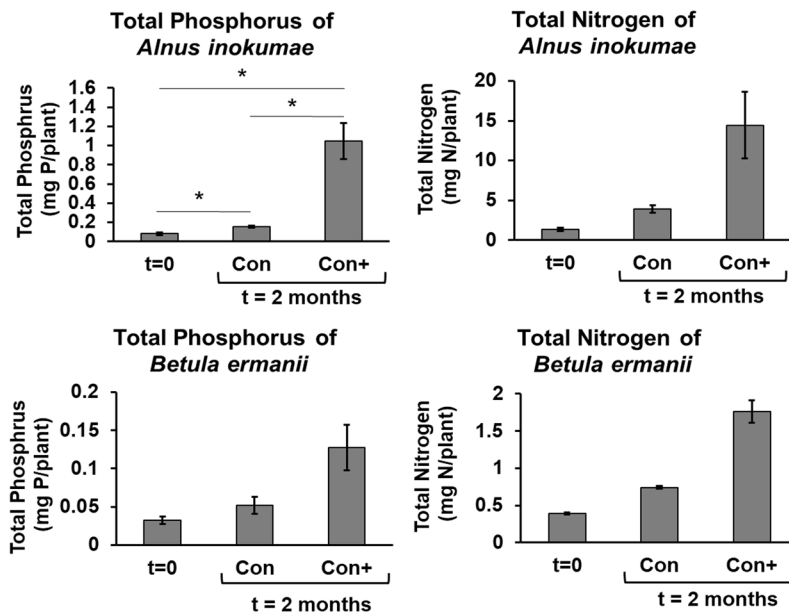 Total Phosphorus of
Alnus inokumae
Total Phosphrus
(mg P/plant)
1.6
1.4
1.2
1
0.8
0.6
0.4
0.2
0
*
*
*
t=0
Con
Con+
t = 2 months
Total Nitrogen of
Alnus inokumae
Total Nitrogen
(mg N/plant)
20
15
10
5
0
t=0
Con
Con+
t = 2 months
Total Phosphorus of
Betula ermanii
Total Phosphrus
(mg P/plant)
0.2
0.15
0.1
0.05
0
t=0
Con
Con+
t = 2 months
Total Nitrogen of
Betula ermanii
Total Nitrogen
(mg N/plant)
2
1.5
1
0.5
0
t=0
Con
Con+
t = 2 months